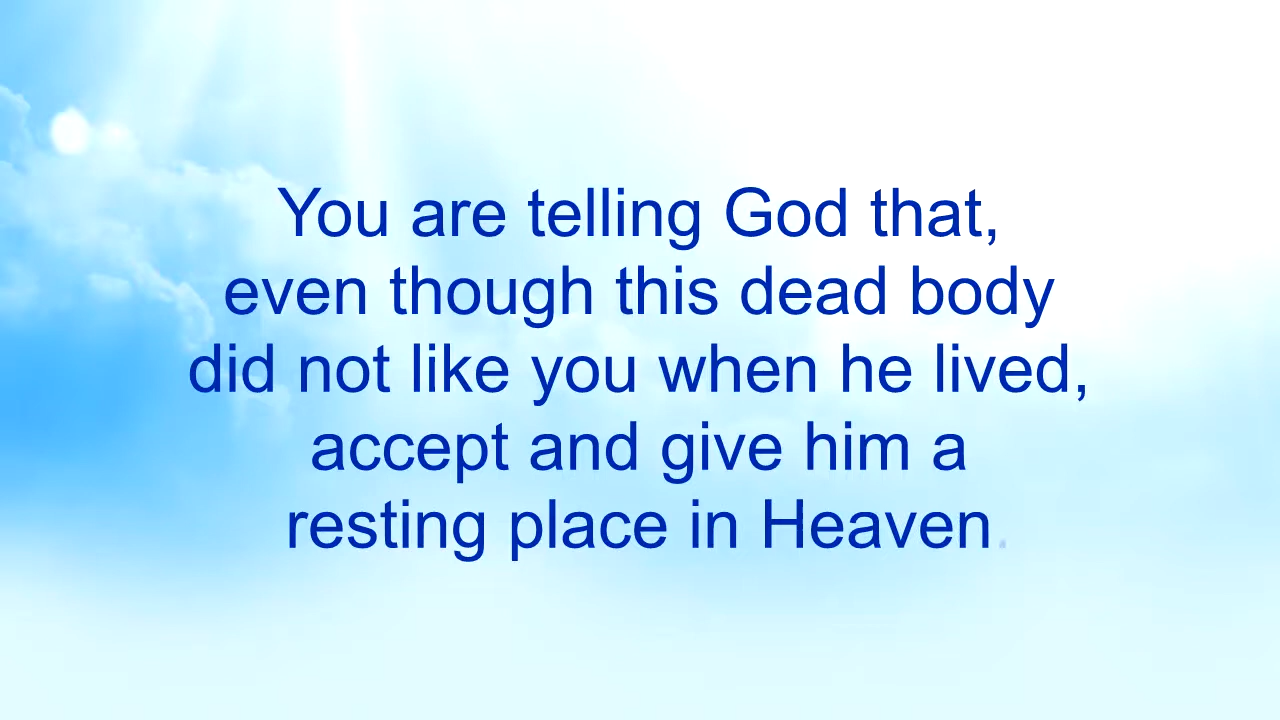 You are telling God that,
even though this dead body
did not like you when he lived,
accept and give him a
resting place in Heaven.